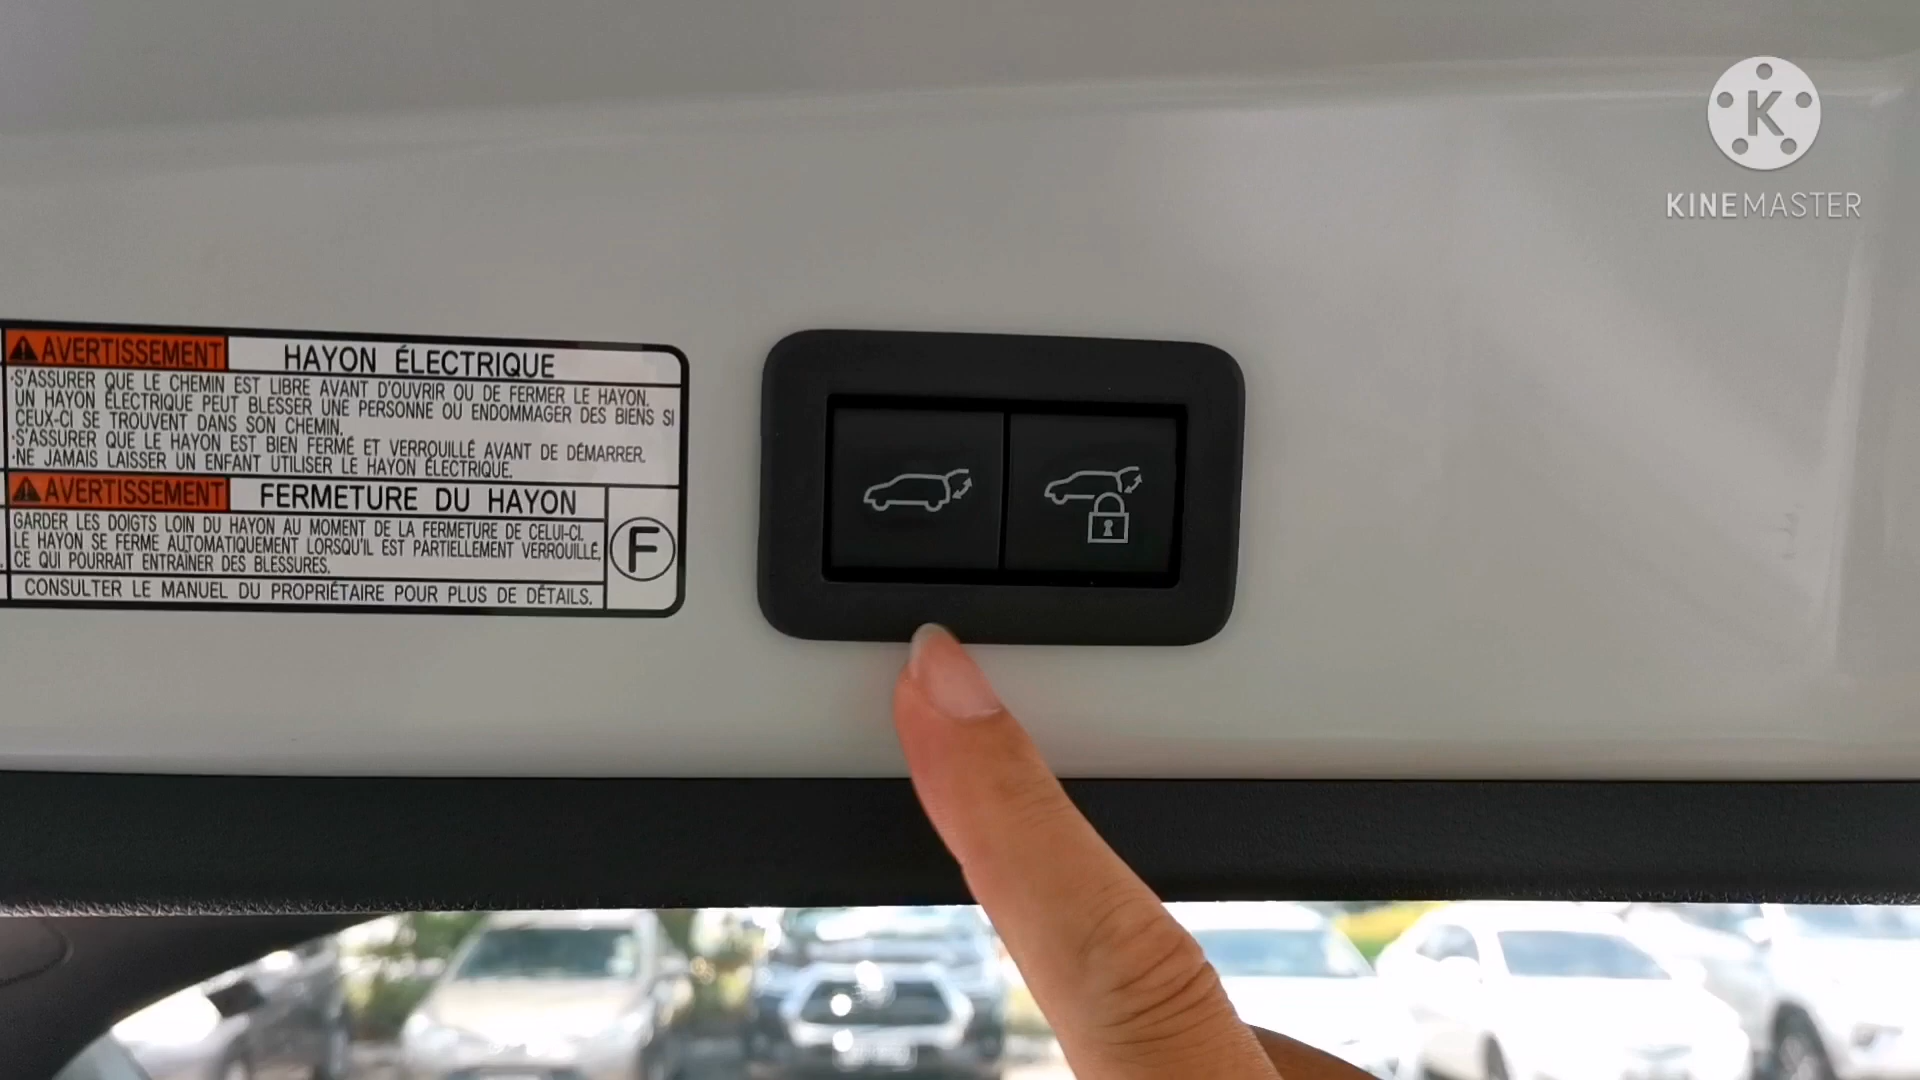 K
KINEMASTER
AVERTISSEMENT HAYON ÉLECTRIQUE
·S'ASSURER QUE LE CHEMIN EST LIBRE AVANT D'OUVRIR OU DE FERMER LE HAYON.
UN HAYON ÉLECTRIQUE PEUT BLESSER UNE PERSONNE OU ENDOMMAGER DES BIENS SI
CEUX-CI SE TROUVENT DANS SON CHEMIN.
·S'ASSURER QUE LE HAYON EST BIEN FERMÉ ET VERROUILLÉ AVANT DE DÉMARRER.
·NE JAMAIS LAISSER UN ENFANT UTILISER LE HAYON ÉLECTRIQUE.
AVERTISSEMENT FERMETURE DU HAYON
GARDER LES DOIGTS LOIN DU HAYON AU MOMENT DE LA FERMETURE DE CELUI-CI.
LE HAYON SE FERME AUTOMATIQUEMENT LORSQU'IL EST PARTIELLEMENT VERROUILLÉ,
CE QUI POURRAIT ENTRAÎNER DES BLESSURES.
CONSULTER LE MANUEL DU PROPRIÉTAIRE POUR PLUS DE DÉTAILS.
F